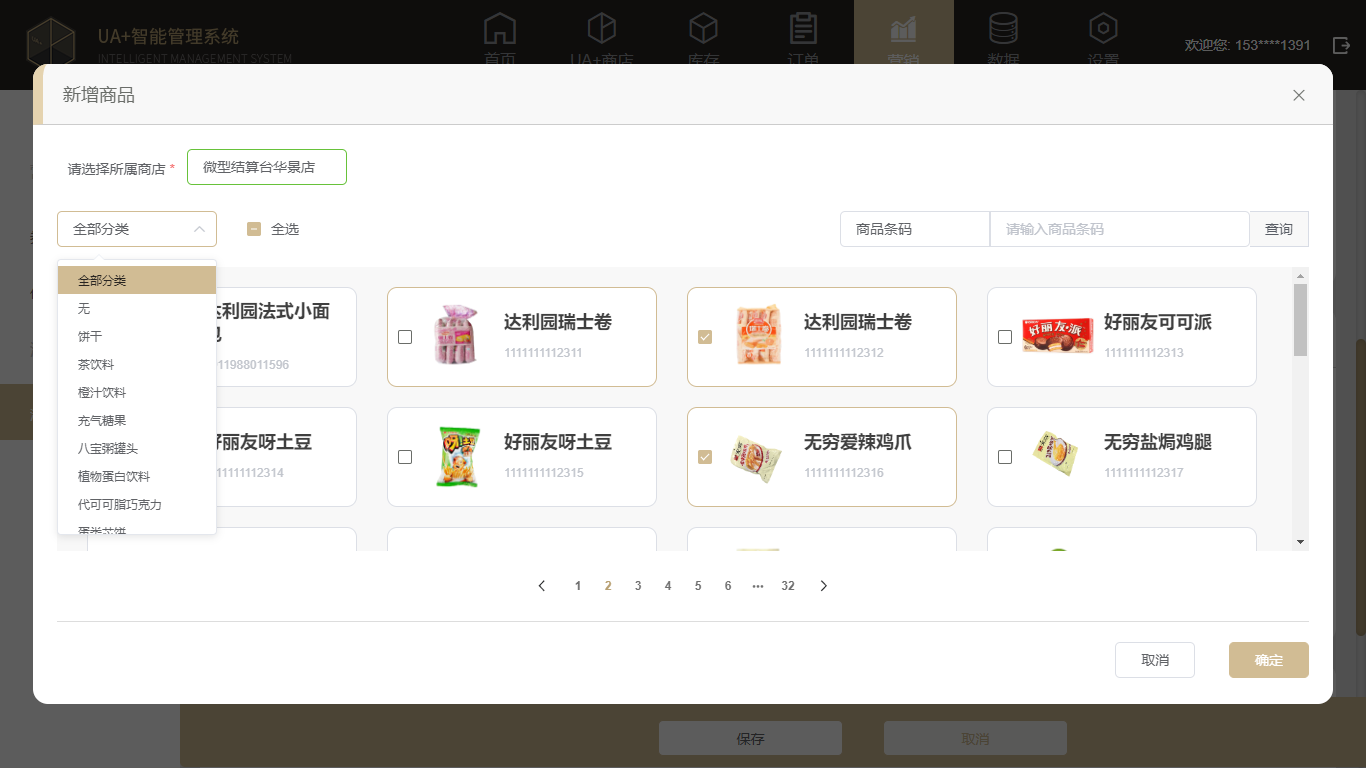 UA+智能管理系统
INTELLIGENT MANAGEMENT SYSTEM
首页
UA+商店
库存
订单
营销
数据
设置
欢迎您: 153****1391
新增商品
请选择所属商店 *
微型结算台华景店
全部分类
全选
商品条码
请输入商品条码
查询
全部分类
无
饼干
茶饮料
橙汁饮料
充气糖果
八宝粥罐头
植物蛋白饮料
代可可脂巧克力
达利园法式小面
包
11988011596
达利园瑞士卷
1111111112311
达利园瑞士卷
1111111112312
好丽友可可派
1111111112313
好丽友呀土豆
111111112314
好丽友呀土豆
1111111112315
无穷爱辣鸡爪
1111111112316
无穷盐焗鸡腿
1111111112317
1
2
3
4
5
6
•••
32
取消
确定
保存
取消